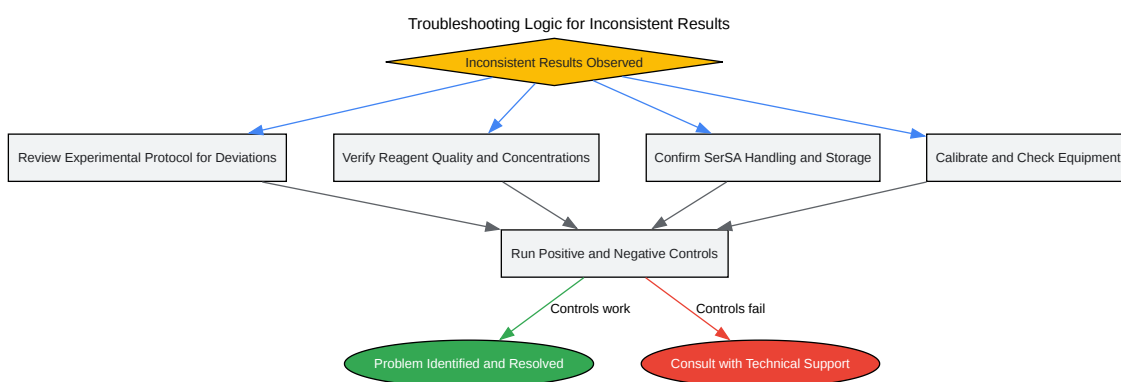 Troubleshooting Logic for Inconsistent Results
Inconsistent Results Observed
Review Experimental Protocol for Deviations
Verify Reagent Quality and Concentrations
Confirm SerSA Handling and Storage
Calibrate and Check Equipment
Run Positive and Negative Controls
Controls work
Controls fail
Problem Identified and Resolved
Consult with Technical Support